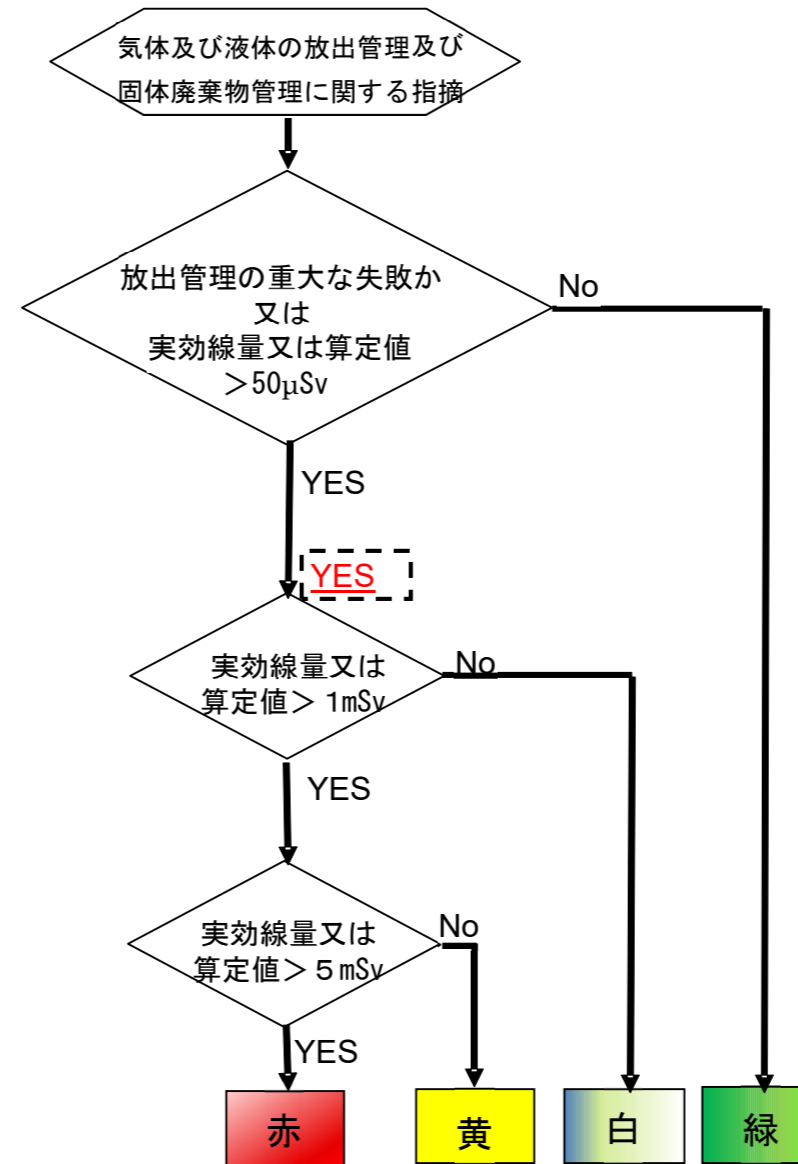 気体及び液体の放出管理及び
固体廃棄物管理に関する指摘
放出管理の重大な失敗か
又は
実効線量又は算定値
＞50μSv
No
YES
YES
実効線量又は
算定値＞1mSv
No
YES
実効線量又は
算定値＞５mSv
No
YES
赤
黄
白
緑